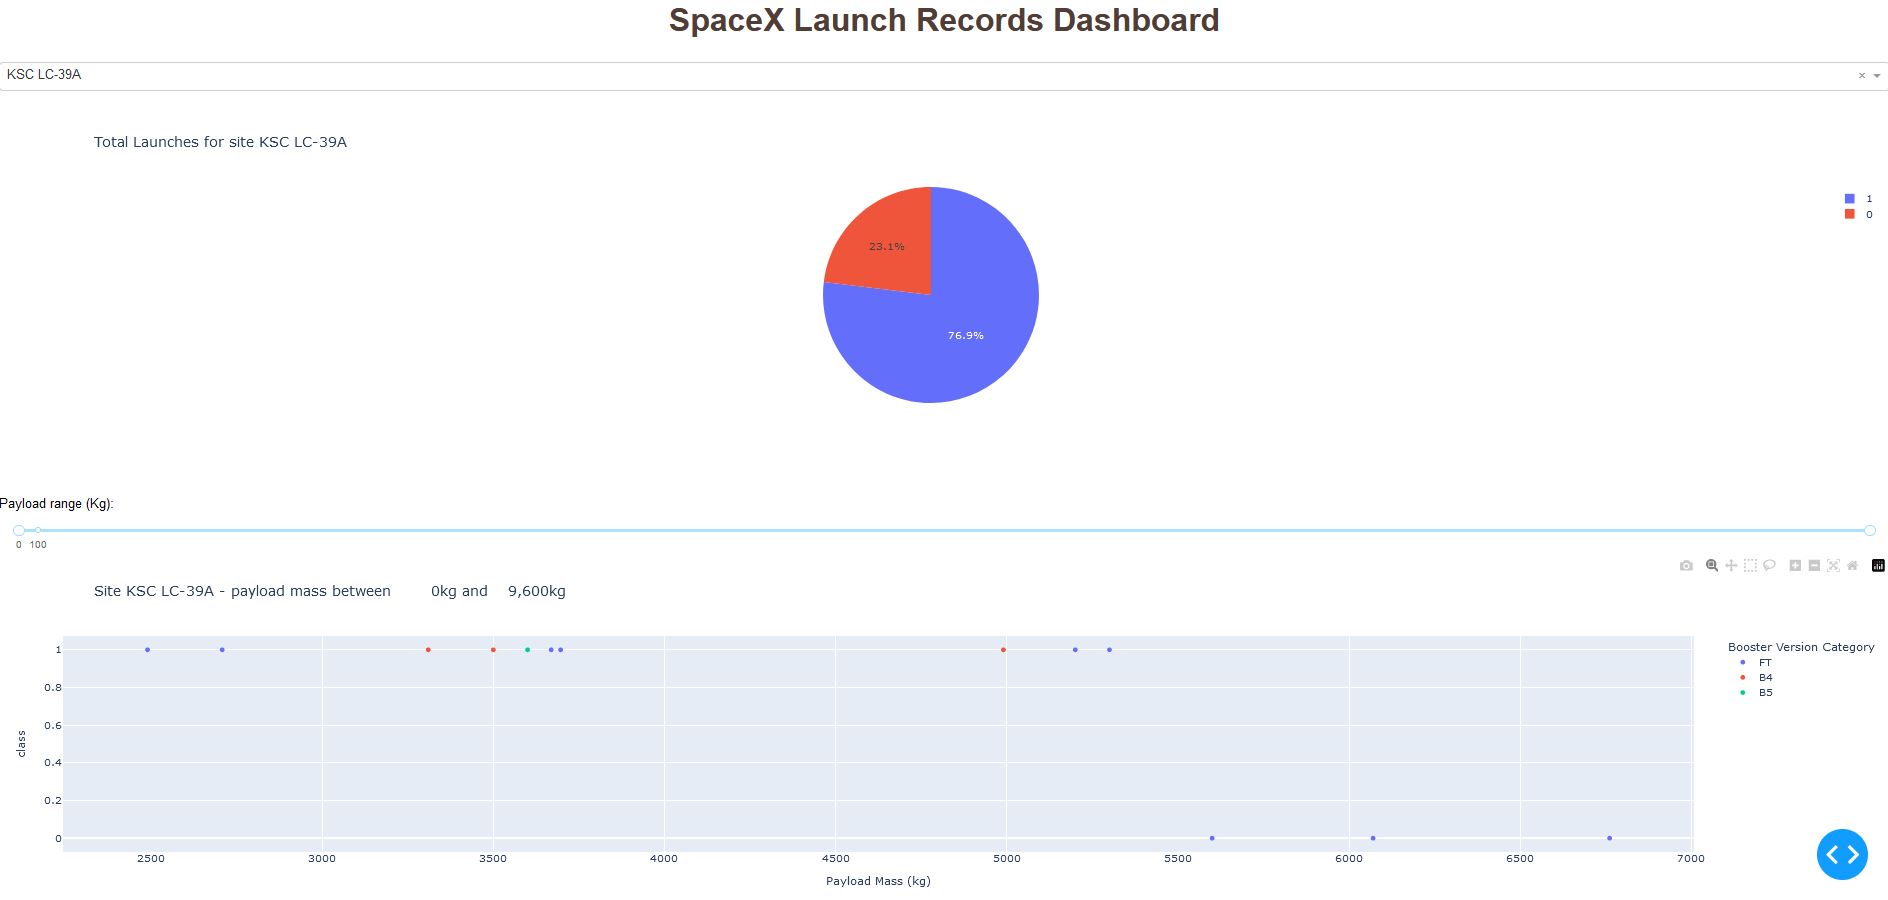 SpaceX Launch Records Dashboard
KSC LC-39A
Total Launches for site KSC LC-39A
1
0
23.1%
76.9%
Payload range (Kg):
0 100
Site KSC LC-39A - payload mass between 0kg and 9,600kg
Booster Version Category
FT
B4
B5
class
1
0.8
0.6
0.4
0.2
0
2500 3000 3500 4000 4500 5000 5500 6000 6500 7000
Payload Mass (kg)